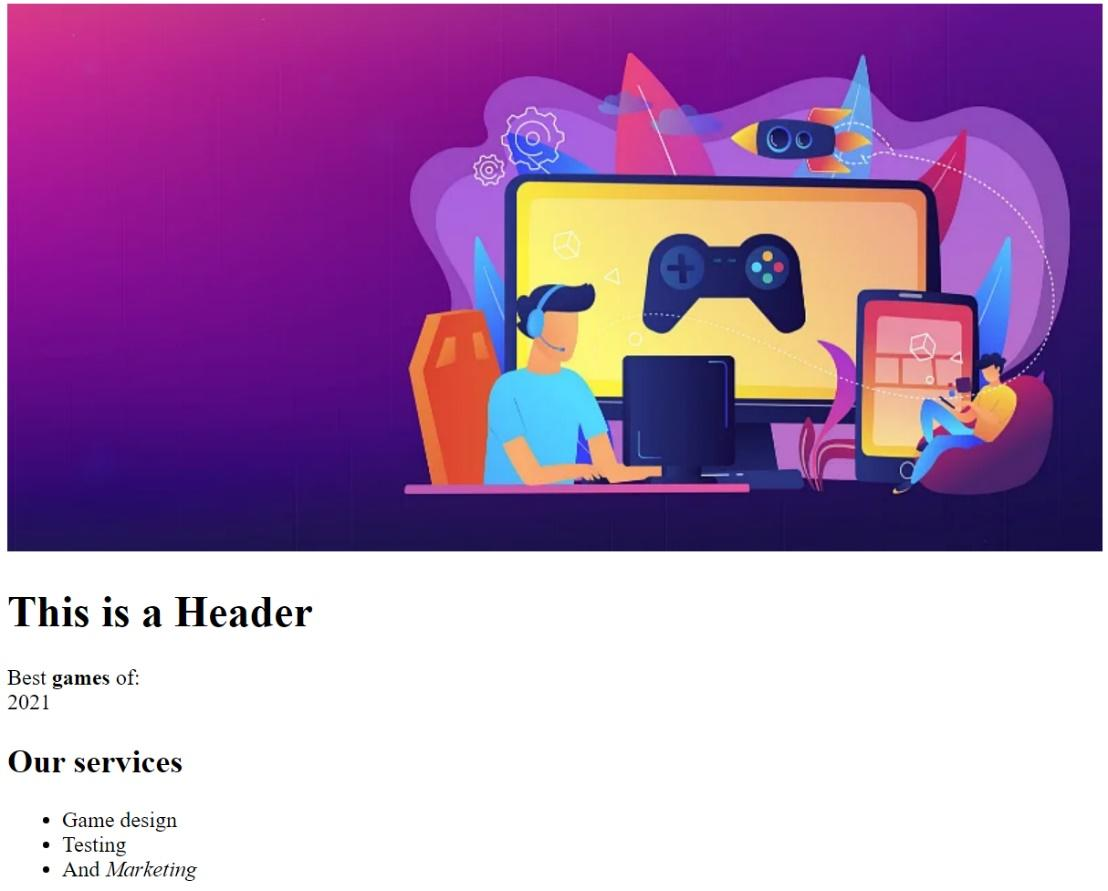 This is a Header
Best games of:
2021
Our services
Game design
Testing
And Marketing